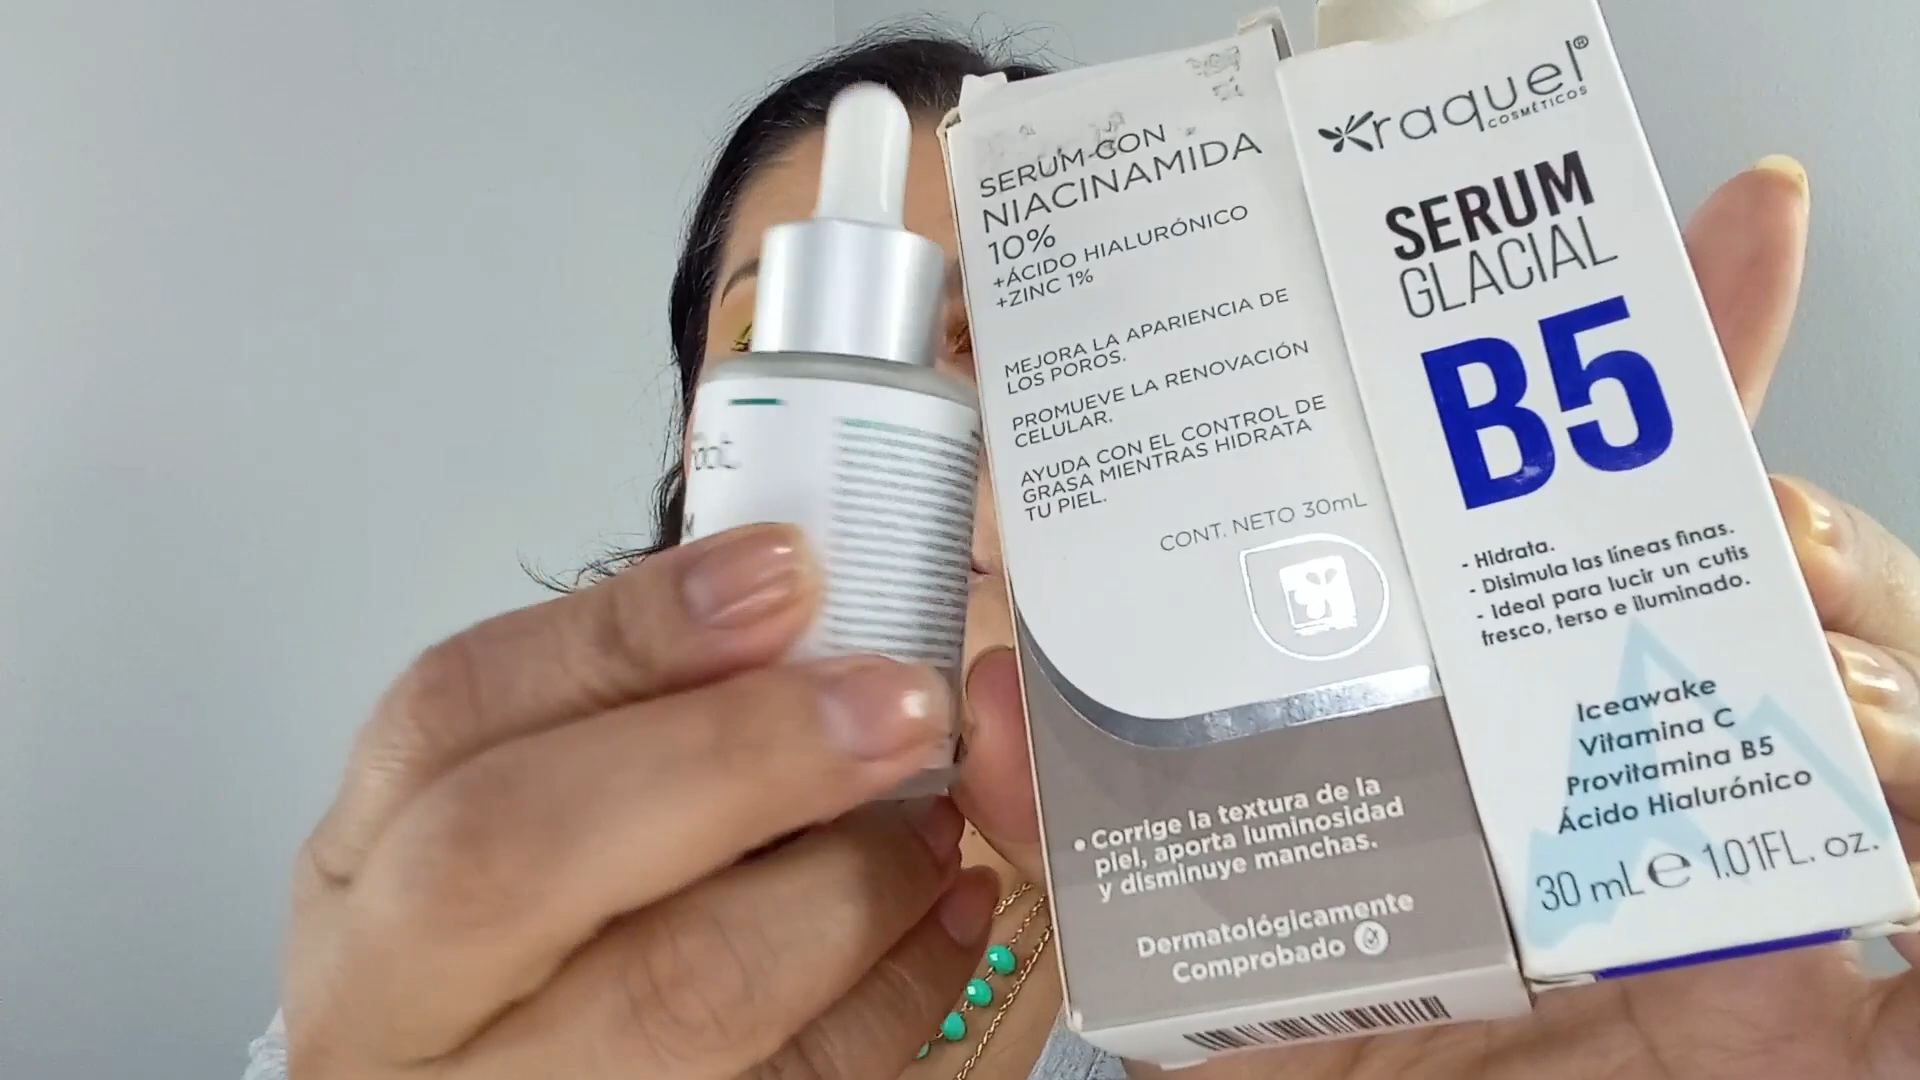 SERUM CON
NIACINAMIDA
10%
+ÁCIDO HIALURÓNICO
+ZINC 1%
MEJORA LA APARIENCIA DE
LOS POROS.
PROMUEVE LA RENOVACIÓN
CELULAR.
AYUDA CON EL CONTROL DE
GRASA MIENTRAS HIDRATA
TU PIEL.
CONT. NETO 30mL
• Corrige la textura de la
piel, aporta luminosidad
y disminuye manchas.
Dermatológicamente
Comprobado
raquel®
COSMÉTICOS
SERUM
GLACIAL
B5
- Hidrata.
- Disimula las líneas finas.
- Ideal para lucir un cutis
fresco, terso e iluminado.
Iceawake
Vitamina C
Provitamina B5
Ácido Hialurónico
30 mL e 1.01FL. oz.